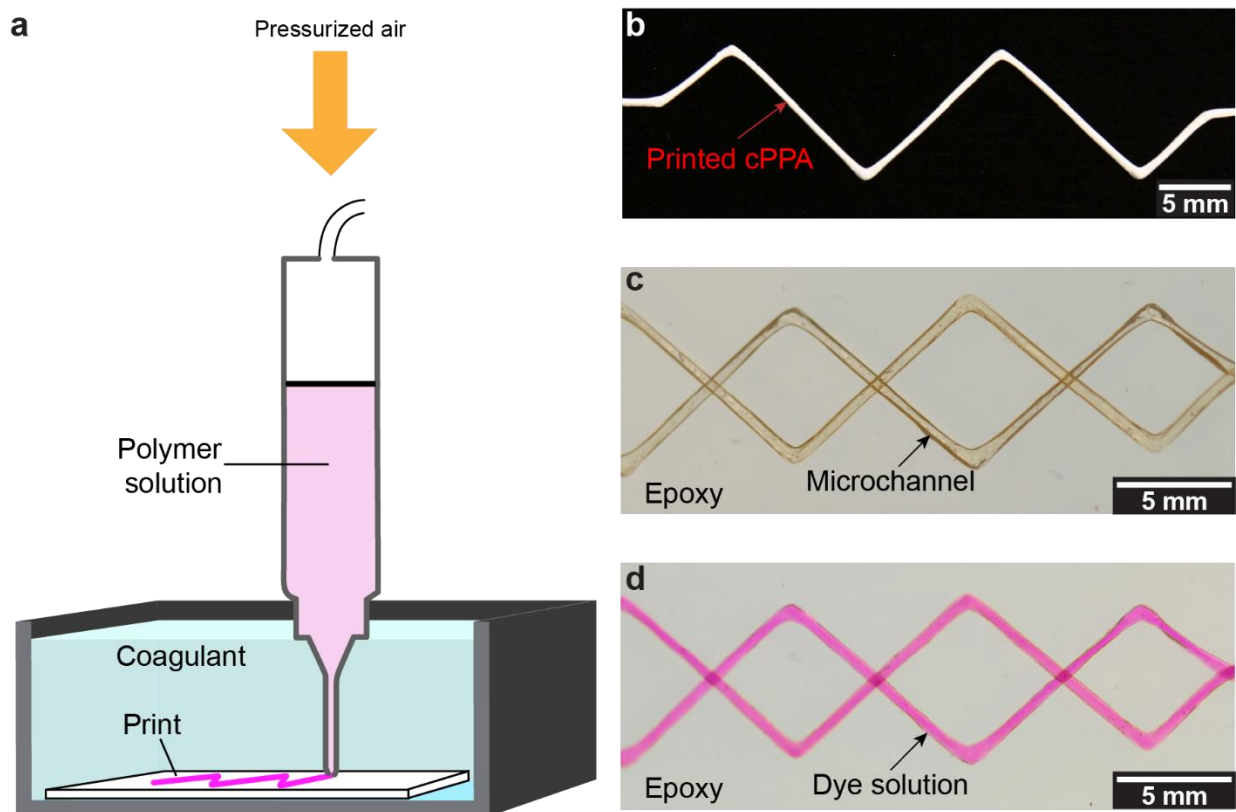 a
Pressurized air
Polymer
solution
Coagulant
Print
b
Printed cPPA
5 mm
c
Microchannel
Epoxy
5 mm
d
Dye solution
Epoxy
5 mm